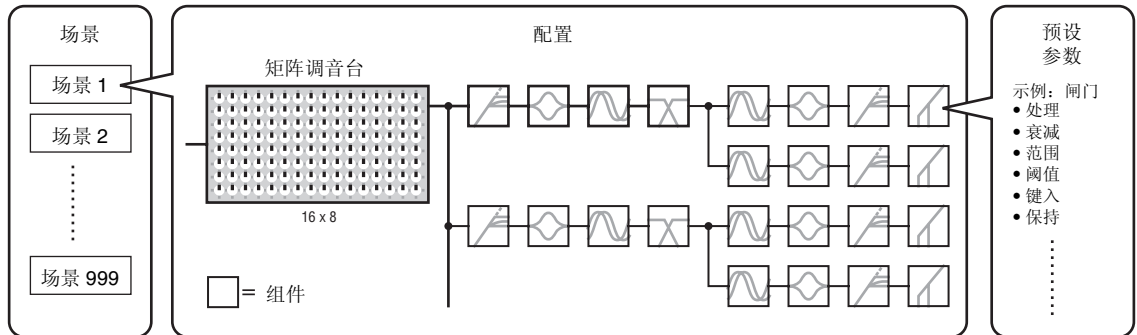 场景
场景 1
场景 2
场景 999
配置
矩阵调音台
16 x 8
= 组件
预设
参数
示例：闸门
• 处理
• 衰减
• 范围
• 阈值
• 键入
• 保持